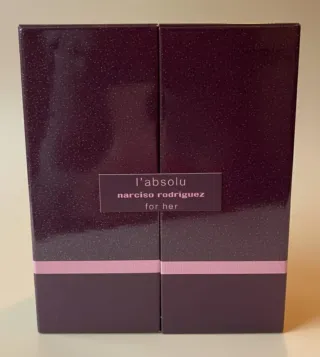 l'absolu
narciso rodriguez
for her